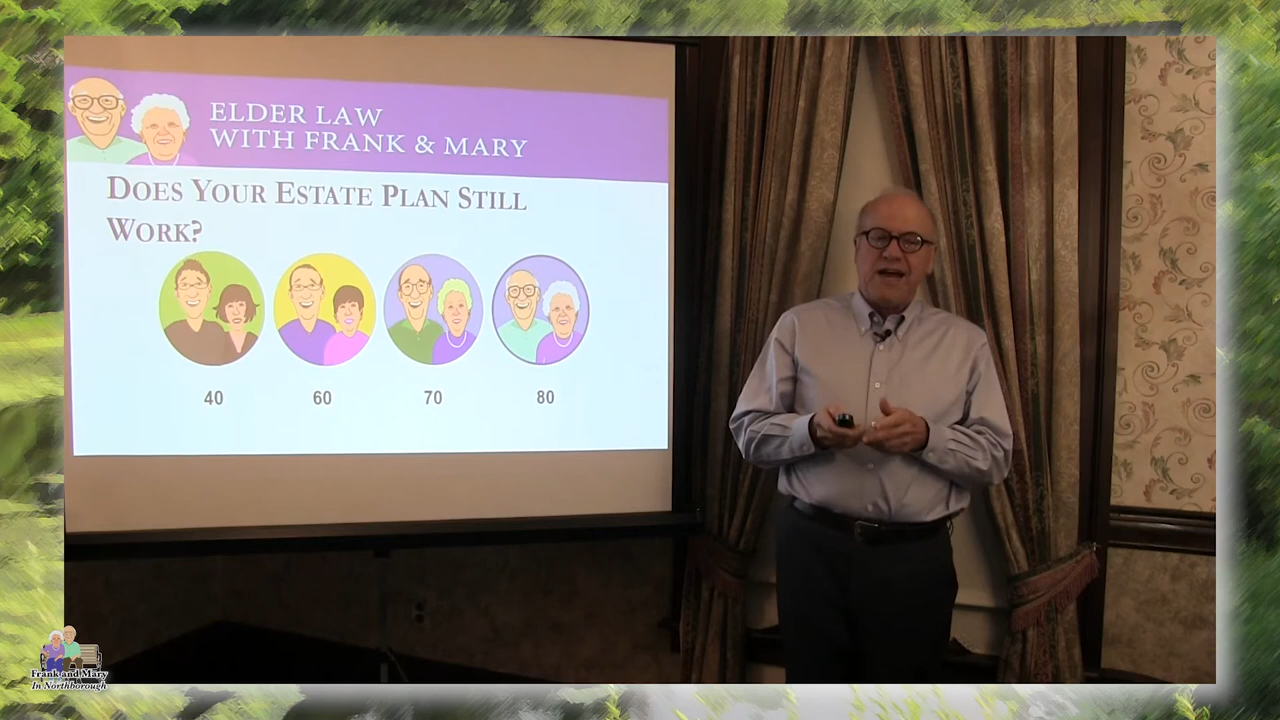 ELDER LAW
WITH FRANK & MARY
DOES YOUR ESTATE PLAN STILL
WORK?
40 60 70 80
Frank and Mary
In Northborough